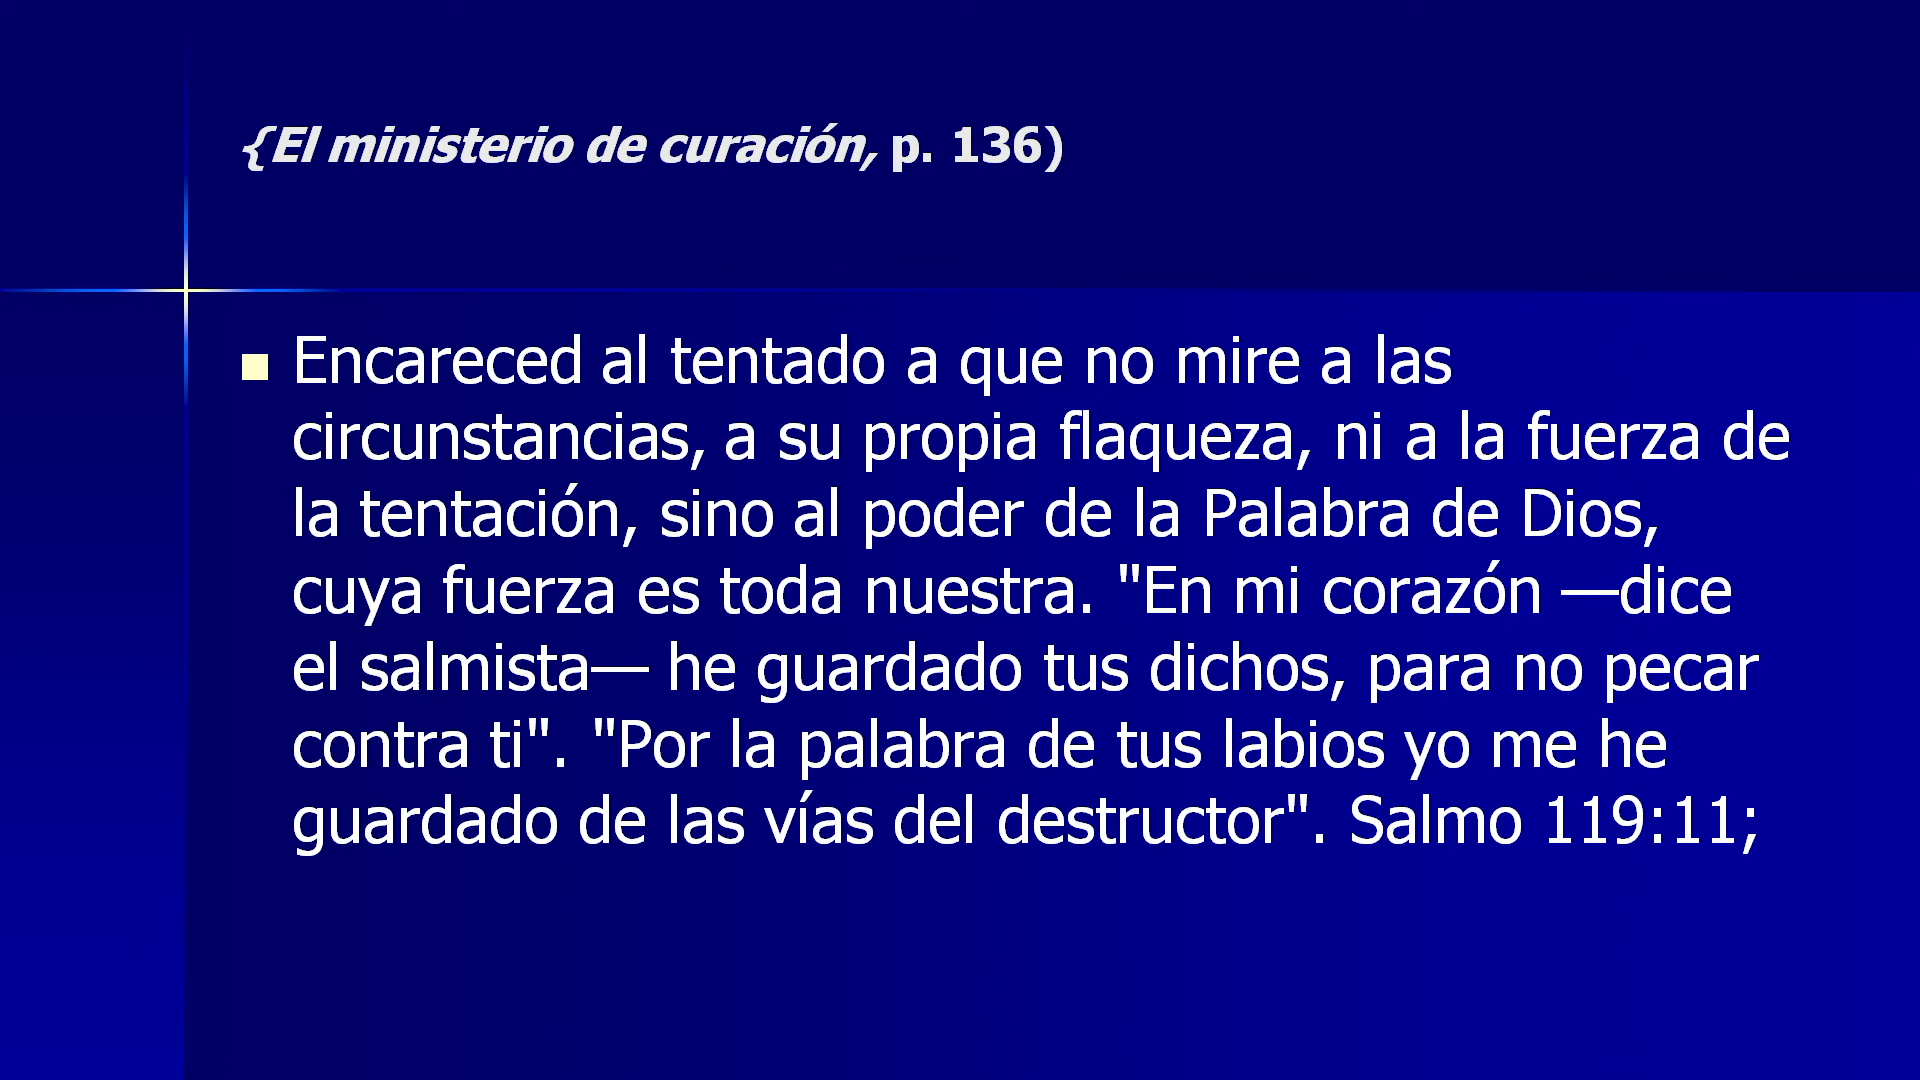 {El ministerio de curación, p. 136)
Encareced al tentado a que no mire a las
circunstancias, a su propia flaqueza, ni a la fuerza de
la tentación, sino al poder de la Palabra de Dios,
cuya fuerza es toda nuestra. "En mi corazón —dice
el salmista— he guardado tus dichos, para no pecar
contra ti". "Por la palabra de tus labios yo me he
guardado de las vías del destructor". Salmo 119:11;